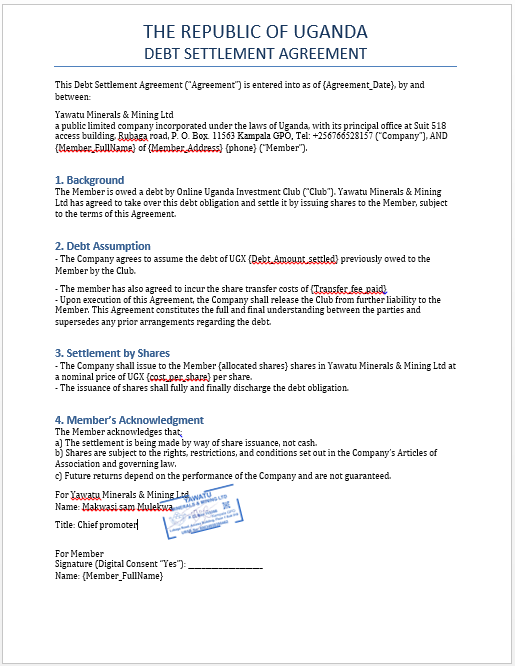 THE REPUBLIC OF UGANDA
DEBT SETTLEMENT AGREEMENT
This Debt Settlement Agreement ("Agreement") is entered into as of {Agreement_Date}, by and
between:
Yawatu Minerals & Mining Ltd
a public limited company incorporated under the laws of Uganda, with its principal office at Suit 518
access building, Rubaga road, P. O. Box. 11563 Kampala GPO, Tel: +256766528157 ("Company"), AND
{Member_FullName} of {Member_Address} {phone} ("Member").
1. Background
The Member is owed a debt by Online Uganda Investment Club ("Club"). Yawatu Minerals & Mining
Ltd has agreed to take over this debt obligation and settle it by issuing shares to the Member, subject
to the terms of this Agreement.
2. Debt Assumption
- The Company agrees to assume the debt of UGX {Debt_Amount_settled} previously owed to the
Member by the Club.
- The member has also agreed to incur the share transfer costs of {Transfer_fee_paid}
- Upon execution of this Agreement, the Company shall release the Club from further liability to the
Member. This Agreement constitutes the full and final understanding between the parties and
supersedes any prior arrangements regarding the debt.
3. Settlement by Shares
- The Company shall issue to the Member {allocated shares} shares in Yawatu Minerals & Mining Ltd at
a nominal price of UGX {cost_per_share} per share.
- The issuance of shares shall fully and finally discharge the debt obligation.
4. Member's Acknowledgment
The Member acknowledges that;
a) The settlement is being made by way of share issuance, not cash.
b) Shares are subject to the rights, restrictions, and conditions set out in the Company's Articles of
Association and governing law.
c) Future returns depend on the performance of the Company and are not guaranteed.
For Yawatu Minerals & Mining Ltd
Name: Makwasi sam Mulekwa
Title: Chief promoter
YAWATU
MINERALS & MINING LTD
For Member
Signature (Digital Consent "Yes"): ____________________
Name: {Member_FullName}